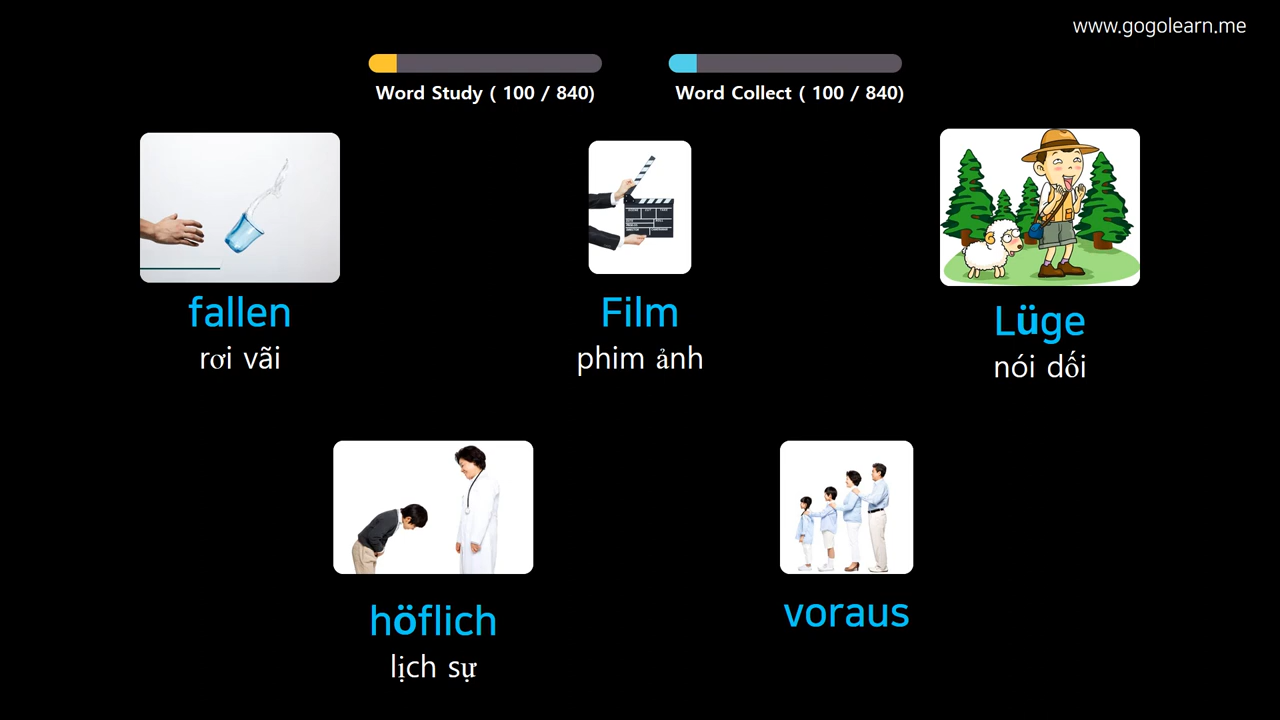 www.gogolearn.me
Word Study ( 100 / 840)
Word Collect ( 100 / 840)
fallen
rơi vãi
Film
phim ảnh
Lüge
nói dối
höflich
lịch sự
voraus